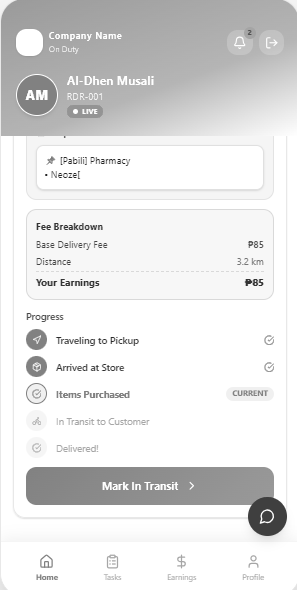 Company Name
On Duty
2
AM
Al-Dhen Musali
RDR-001
LIVE
[Pabili] Pharmacy
• Neoze[
Fee Breakdown
Base Delivery Fee ₱85
Distance 3.2 km
Your Earnings ₱85
Progress
Traveling to Pickup
Arrived at Store
Items Purchased CURRENT
In Transit to Customer
Delivered!
Mark In Transit
Home Tasks Earnings Profile